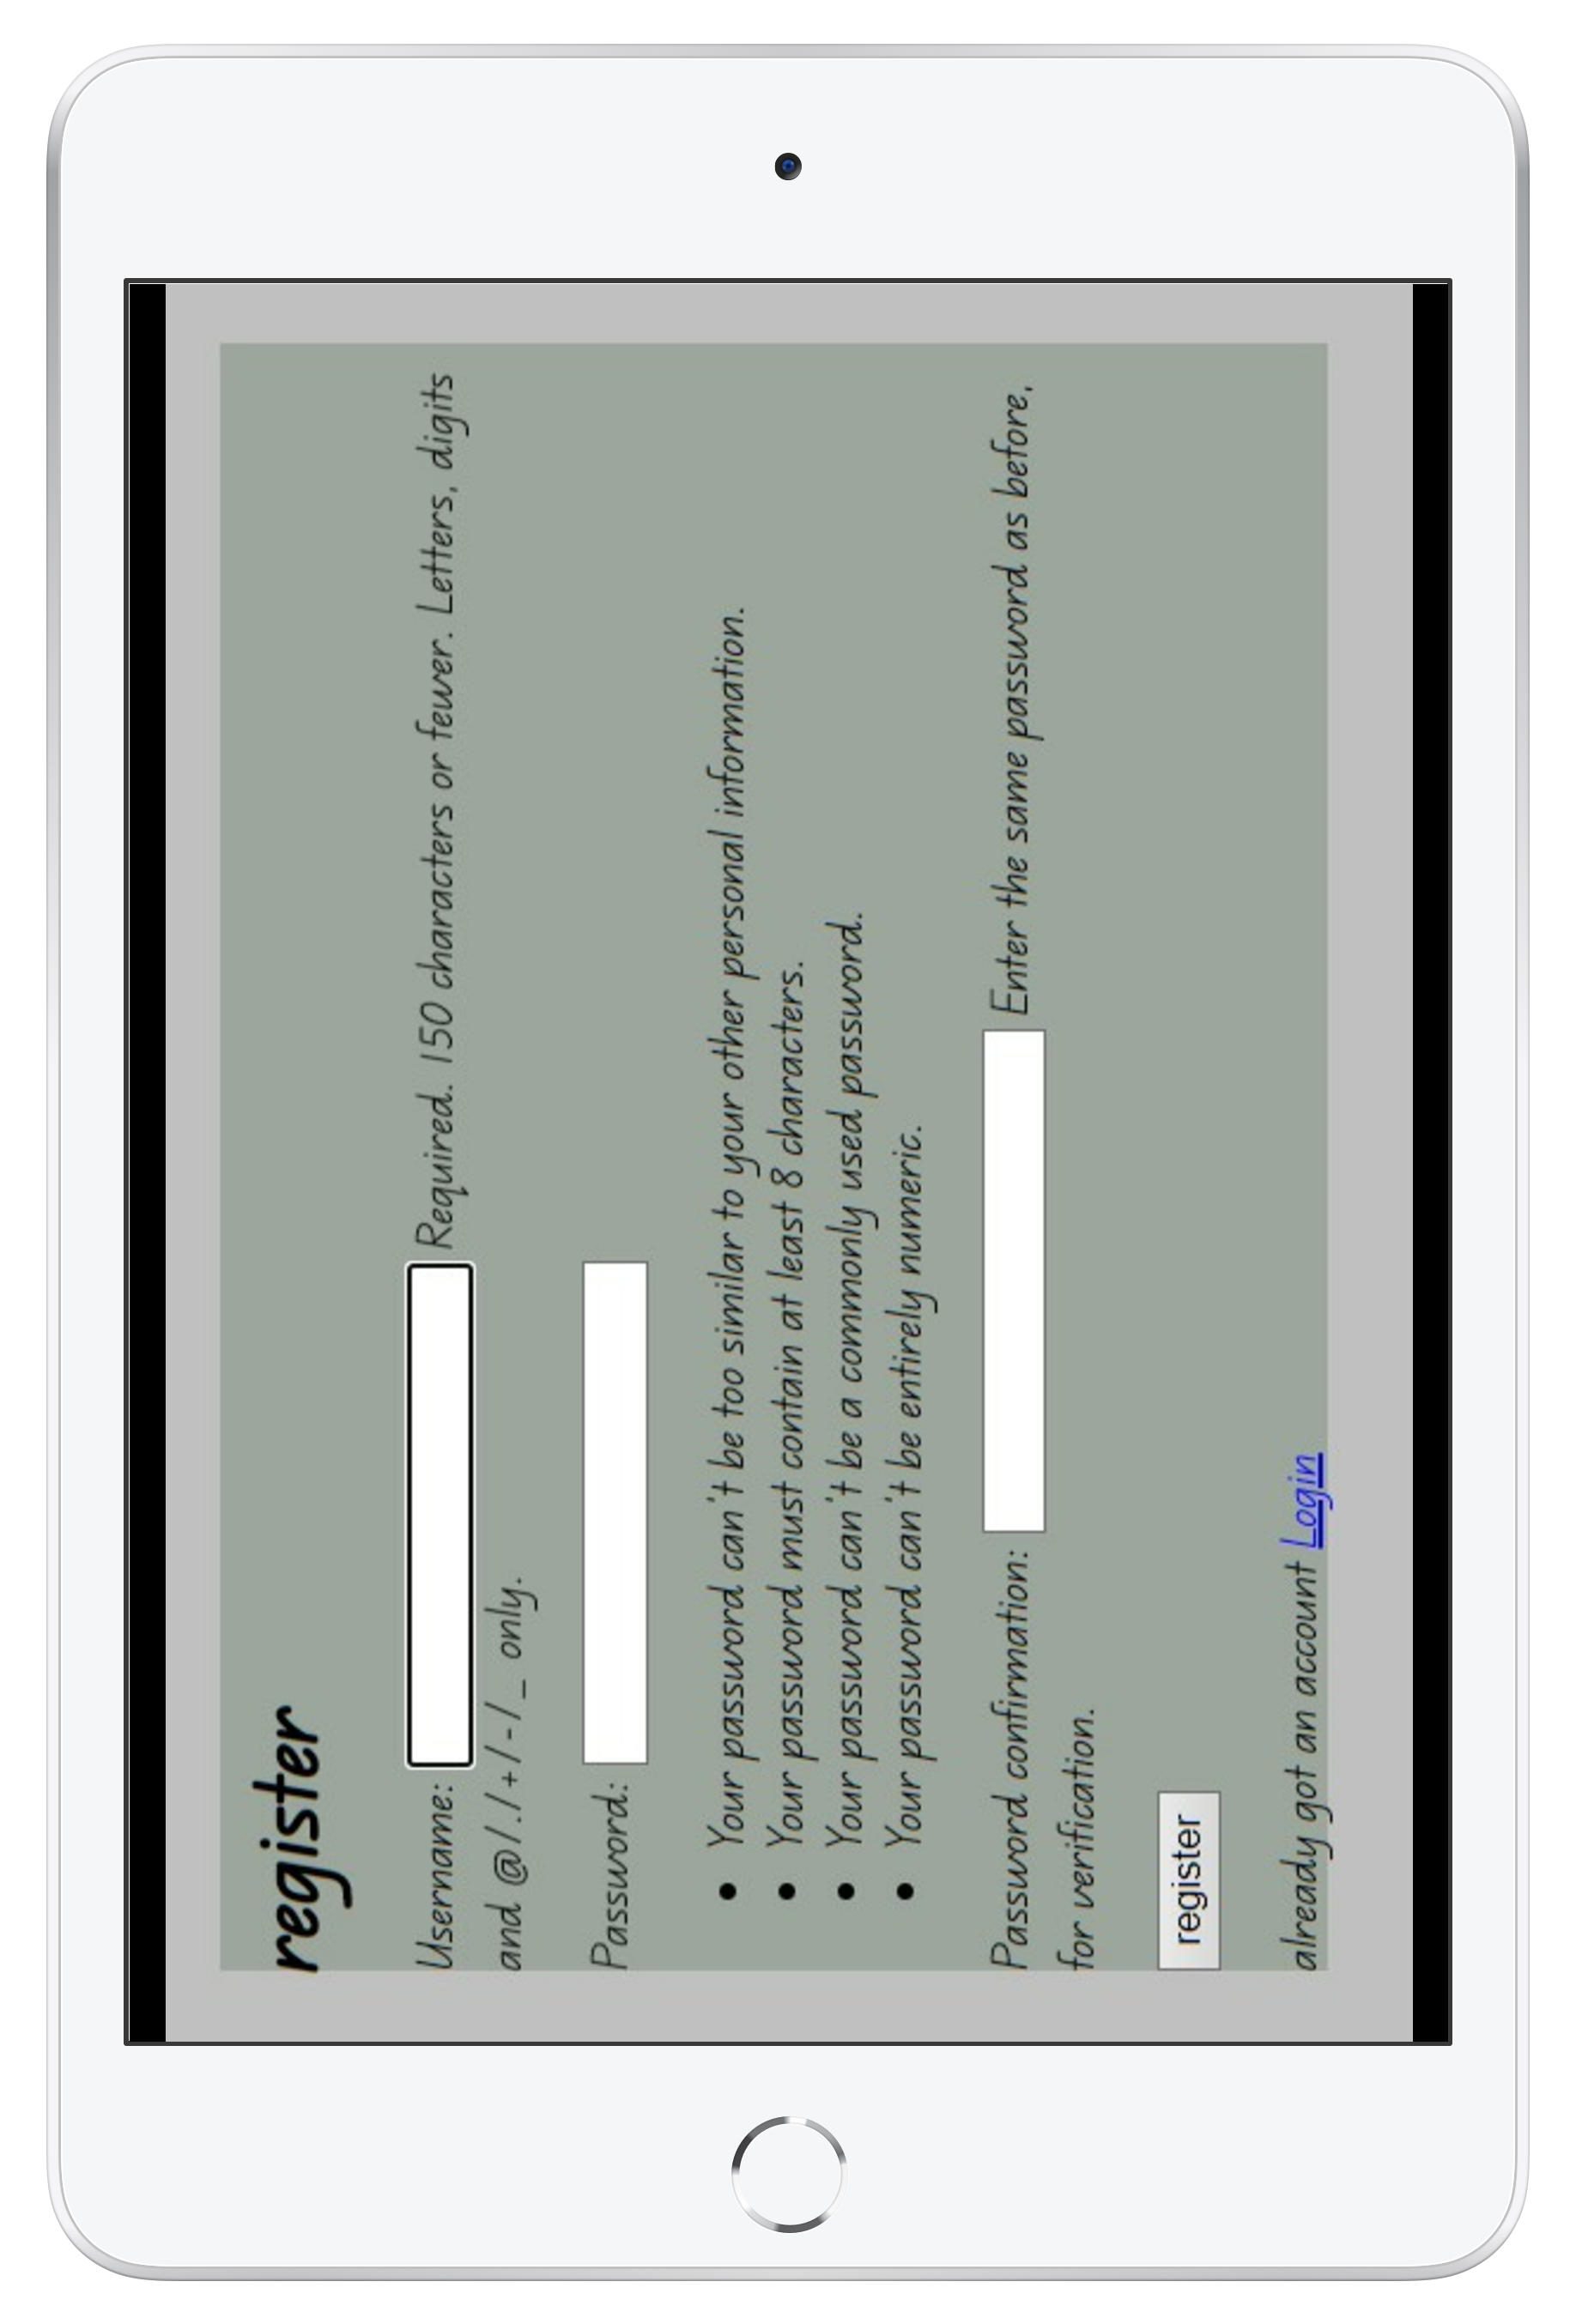 register
Username: Required. 150 characters or fewer. Letters, digits
and @/./+/-/_ only.
Password:
Your password can't be too similar to your other personal information.
Your password must contain at least 8 characters.
Your password can't be a commonly used password.
Your password can't be entirely numeric.
Password confirmation: Enter the same password as before,
for verification.
register
already got an account Login